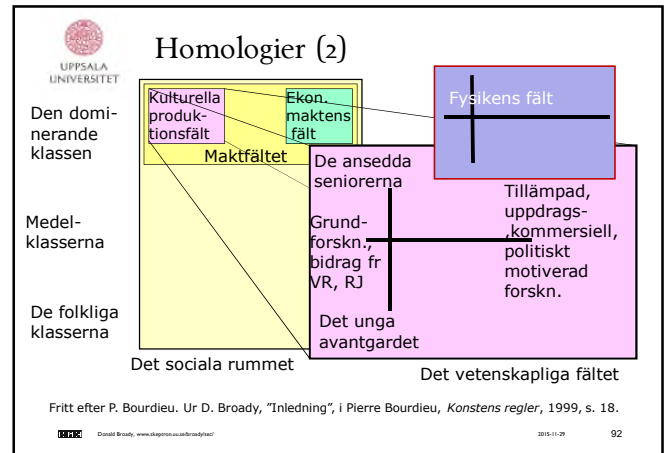 Homologier (2)
UPPSALA
UNIVERSITET
Den domi-
nerande
klassen
Kulturella
produk-
tionsfält
Ekon.
maktens
fält
Maktfältet
Fysikens fält
De ansedda
seniorerna
Medel-
klasserna
Grund-
forskn.,
bidrag fr
VR, RJ
Tillämpad,
uppdrags-
,kommersiell,
politiskt
motiverad
forskn.
De folkliga
klasserna
Det unga
avantgardet
Det sociala rummet
Det vetenskapliga fältet
Fritt efter P. Bourdieu. Ur D. Broady, ”Inledning”, i Pierre Bourdieu, Konstens regler, 1999, s. 18.
Donald Broady, www.skeptron.uu.se/broady/sec/
2015-11-29
92